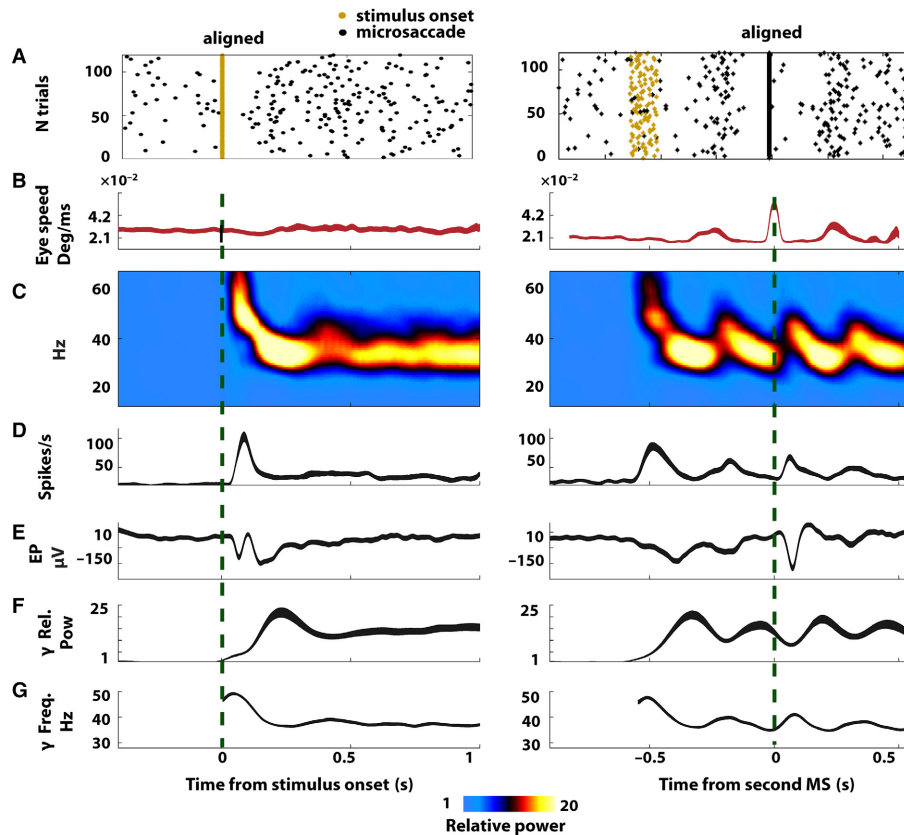 stimulus onset
microsaccade
aligned
aligned
A
N trials
100
50
0
100
50
0
B
×10⁻²
Eye speed
Deg/ms
4.2
2.1
×10⁻²
4.2
2.1
C
Hz
60
40
20
60
40
20
D
Spikes/s
100
50
100
50
E
EP
μV
10
−150
10
−150
F
γ Rel.
Pow
25
1
25
1
G
γ Freq.
Hz
50
40
30
50
40
30
0 0.5 1
−0.5 0 0.5
Time from stimulus onset (s)
Time from second MS (s)
1 20
Relative power